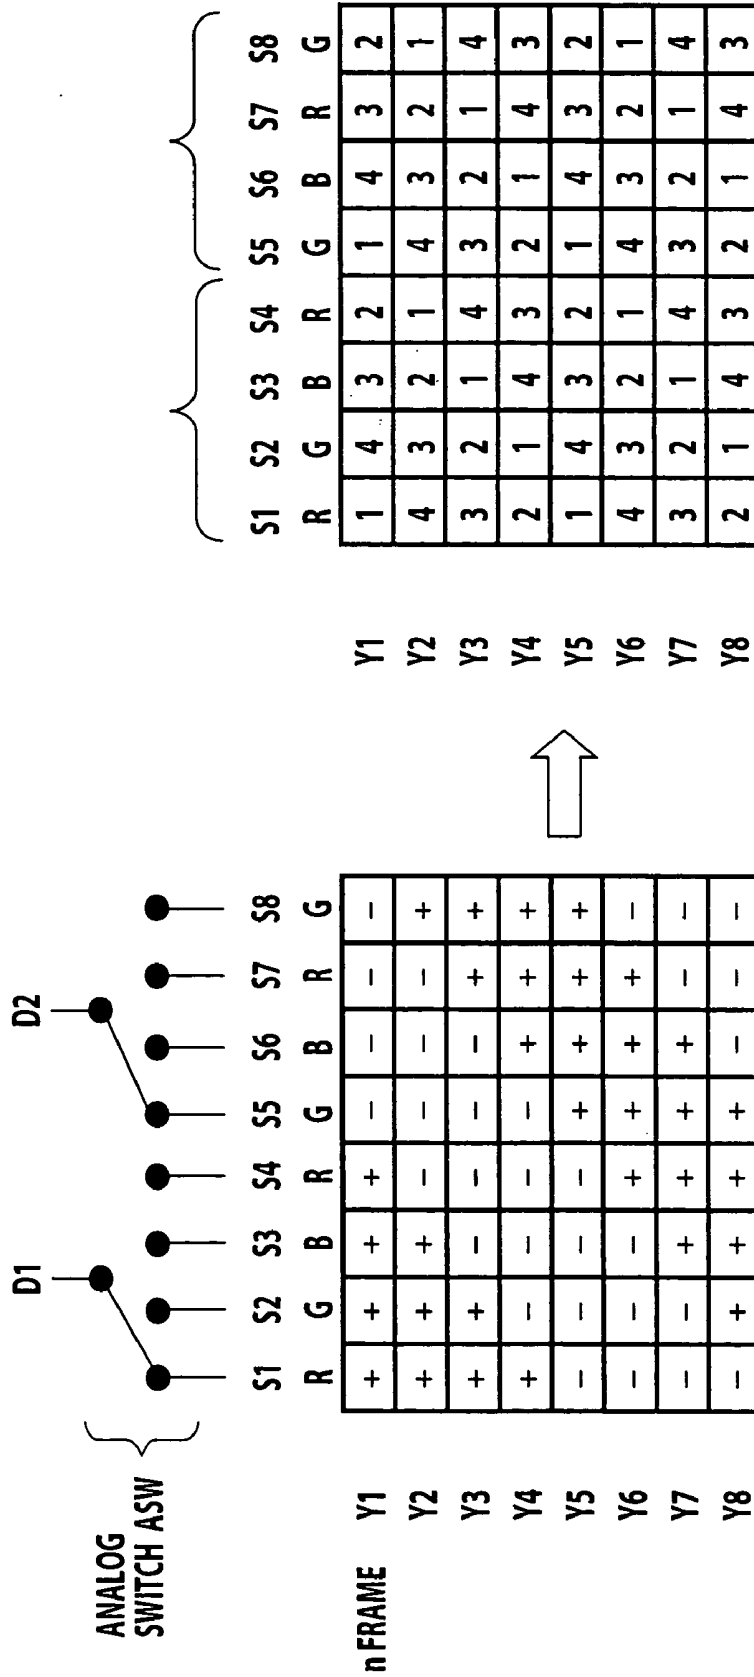 D1 D2
ANALOG
SWITCH ASW
S1 S2 S3 S4 S5 S6 S7 S8
R G B R G B R G
n FRAME
Y1 + + + + − − − −
Y2 + + + − − − − +
Y3 + + − − − − + +
Y4 + − − − − + + +
Y5 − − − − + + + +
Y6 − − − + + + + −
Y7 − − + + + + − −
Y8 − + + + + − − −
S1 S2 S3 S4 S5 S6 S7 S8
R G B R G B R G
Y1 1 4 3 2 1 4 3 2
Y2 4 3 2 1 4 3 2 1
Y3 3 2 1 4 3 2 1 4
Y4 2 1 4 3 2 1 4 3
Y5 1 4 3 2 1 4 3 2
Y6 4 3 2 1 4 3 2 1
Y7 3 2 1 4 3 2 1 4
Y8 2 1 4 3 2 1 4 3